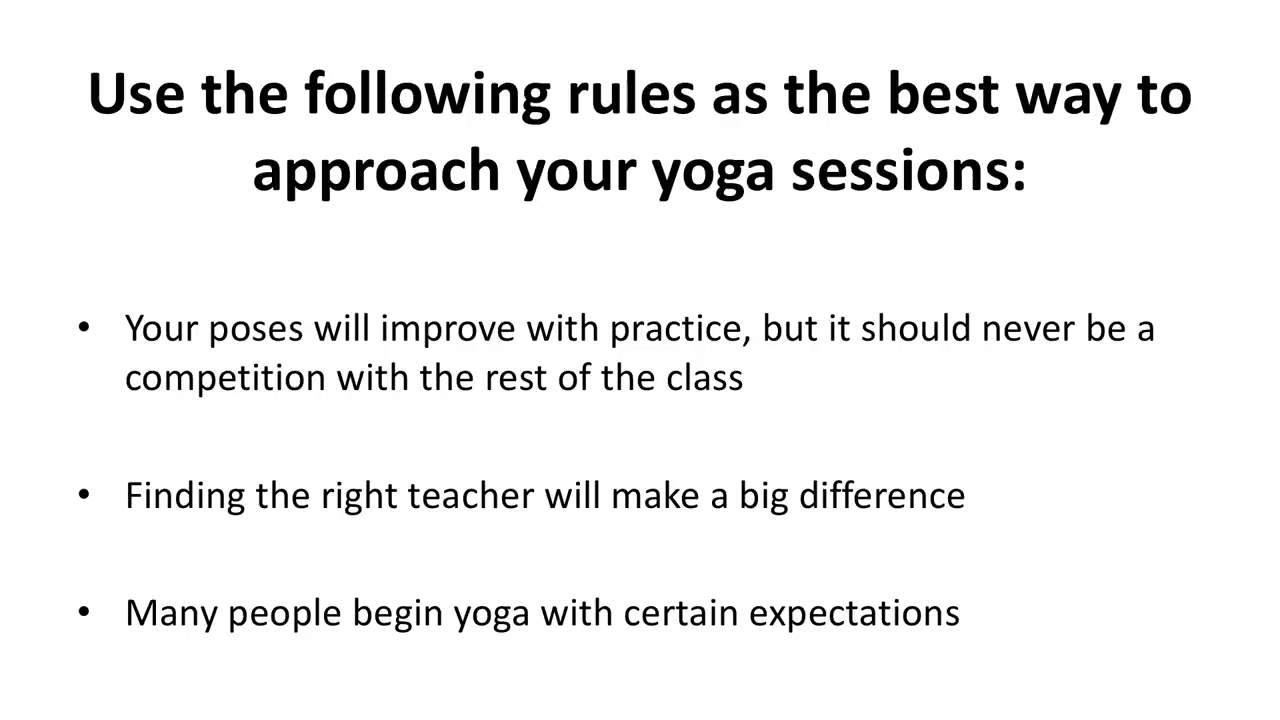 Use the following rules as the best way to
approach your yoga sessions:
• Your poses will improve with practice, but it should never be a
competition with the rest of the class
• Finding the right teacher will make a big difference
• Many people begin yoga with certain expectations